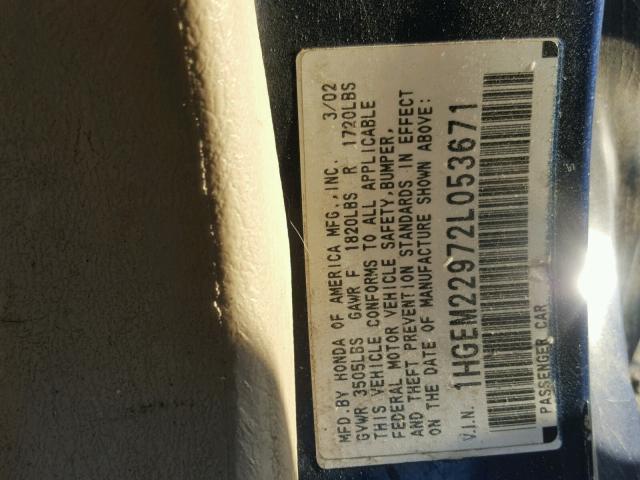 MFD.BY HONDA OF AMERICA MFG.,INC. 3/02
GVWR 3505LBS GAWR F 1820LBS R 1720LBS
THIS VEHICLE CONFORMS TO ALL APPLICABLE
FEDERAL MOTOR VEHICLE SAFETY,BUMPER,
AND THEFT PREVENTION STANDARDS IN EFFECT
ON THE DATE OF MANUFACTURE SHOWN ABOVE:
V.I.N. 1HGEM22972L053671
PASSENGER CAR